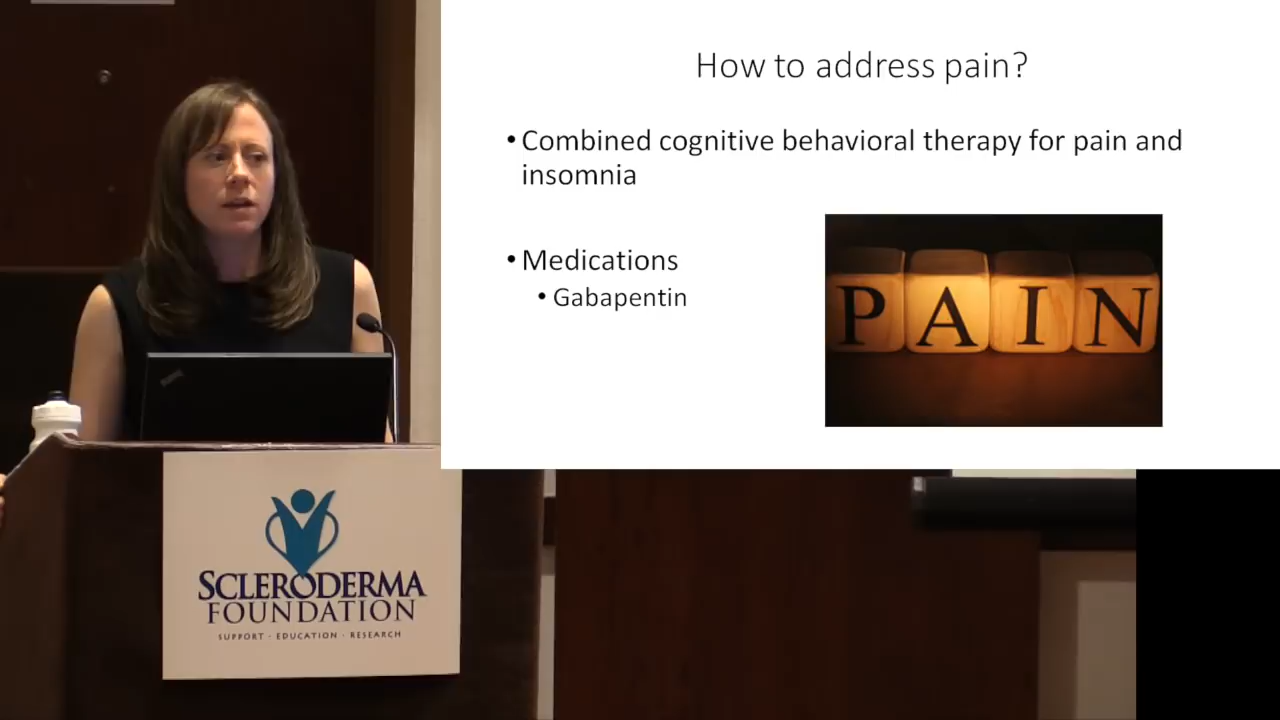 How to address pain?
• Combined cognitive behavioral therapy for pain and
insomnia
• Medications
• Gabapentin
PAIN
SCLERODERMA
FOUNDATION
SUPPORT · EDUCATION · RESEARCH